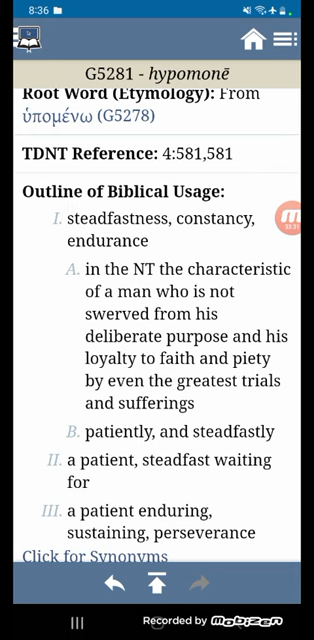 8:36
G5281 - hypomonē
Root Word (Etymology): From
ὑπομένω (G5278)
TDNT Reference: 4:581,581
Outline of Biblical Usage:
I. steadfastness, constancy,
endurance
A. in the NT the characteristic
of a man who is not
swerved from his
deliberate purpose and his
loyalty to faith and piety
by even the greatest trials
and sufferings
B. patiently, and steadfastly
II. a patient, steadfast waiting
for
III. a patient enduring,
sustaining, perseverance
Click for Synonyms
Recorded by mobizen